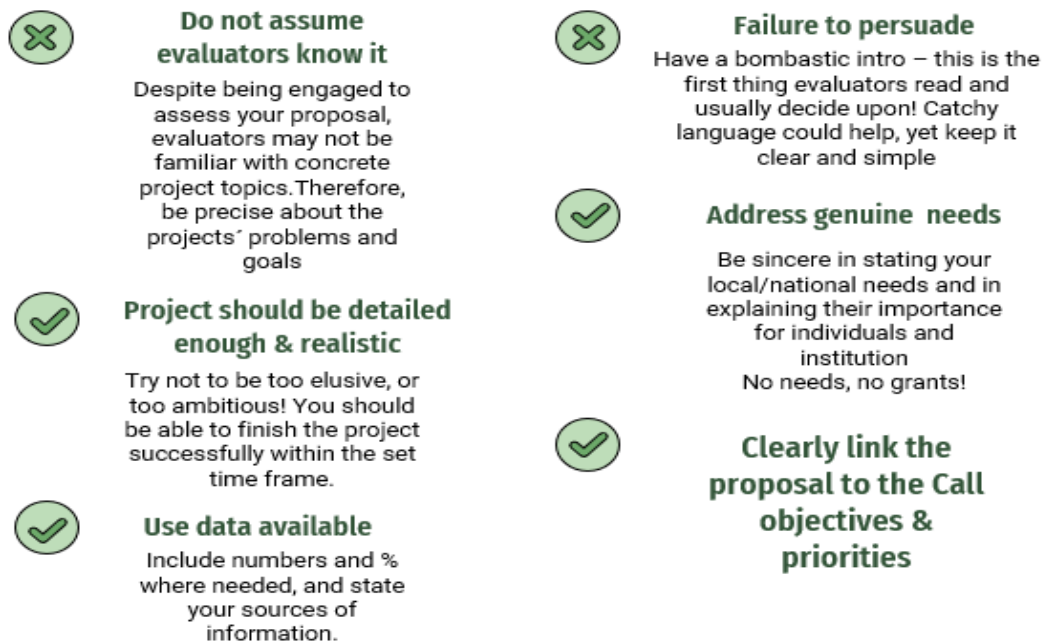 Do not assume
evaluators know it
Despite being engaged to
assess your proposal,
evaluators may not be
familiar with concrete
project topics.Therefore,
be precise about the
projects´ problems and
goals
Project should be detailed
enough & realistic
Try not to be too elusive, or
too ambitious! You should
be able to finish the project
successfully within the set
time frame.
Use data available
Include numbers and %
where needed, and state
your sources of
information.
Failure to persuade
Have a bombastic intro – this is the
first thing evaluators read and
usually decide upon! Catchy
language could help, yet keep it
clear and simple
Address genuine needs
Be sincere in stating your
local/national needs and in
explaining their importance
for individuals and
institution
No needs, no grants!
Clearly link the
proposal to the Call
objectives &
priorities